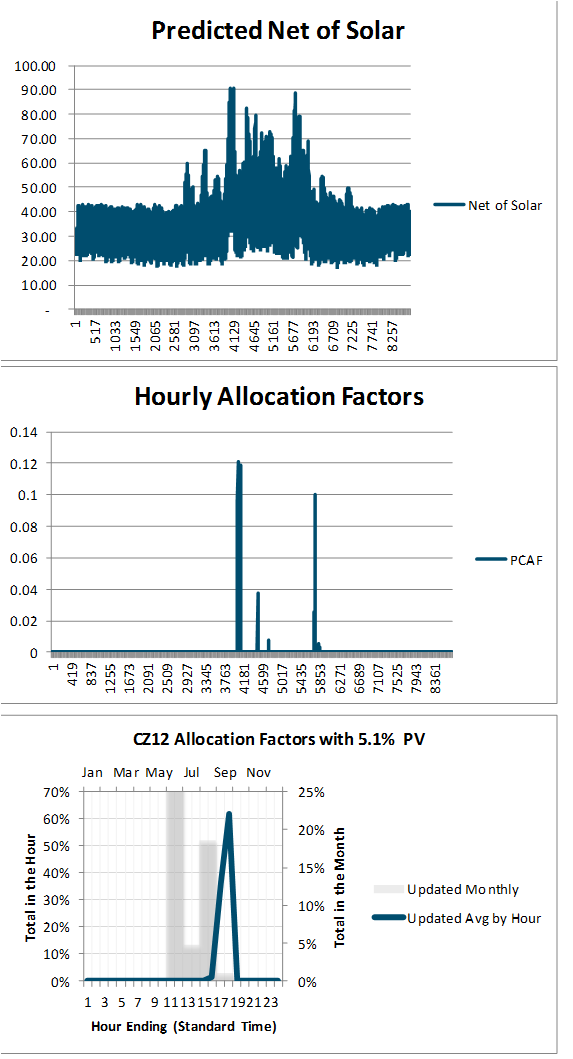 Predicted Net of Solar
100.00
90.00
80.00
70.00
60.00
50.00
40.00
30.00
20.00
10.00
-
Net of Solar
1 517 1033 1549 2065 2581 3097 3613 4129 4645 5161 5677 6193 6709 7225 7741 8257
Hourly Allocation Factors
0.14
0.12
0.1
0.08
0.06
0.04
0.02
0
PCAF
1 419 837 1255 1673 2091 2509 2927 3345 3763 4181 4599 5017 5435 5853 6271 6689 7107 7525 7943 8361
CZ12 Allocation Factors with 5.1% PV
Jan Mar May Jul Sep Nov
Total in the Hour
70%
60%
50%
40%
30%
20%
10%
0%
25%
20%
15%
10%
5%
0%
Total in the Month
Updated Monthly
Updated Avg by Hour
1 3 5 7 9 11 13 15 17 19 21 23
Hour Ending (Standard Time)